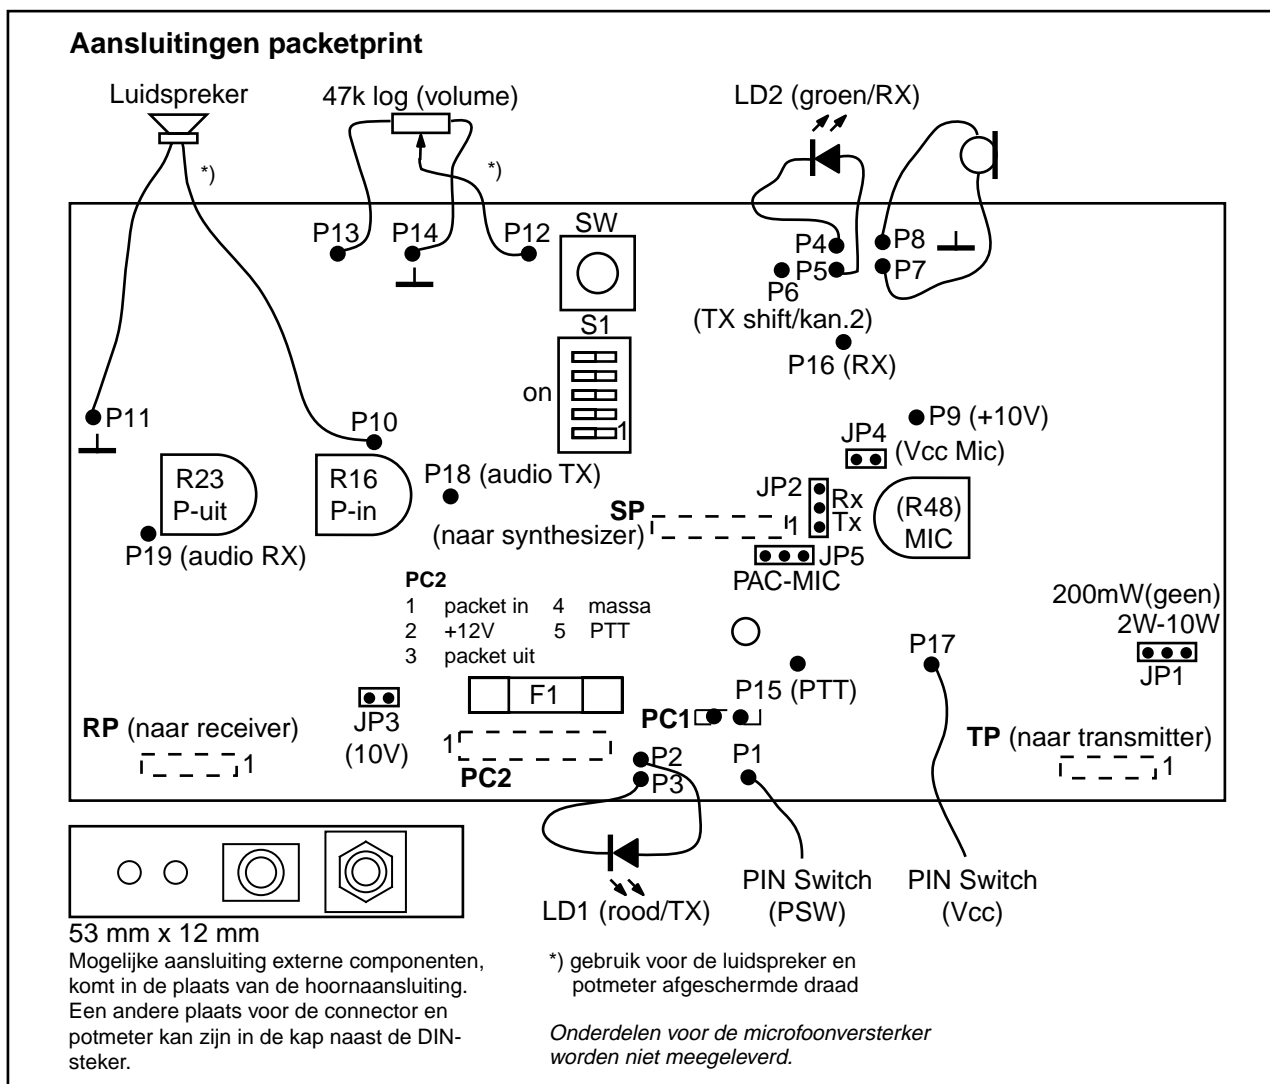 Aansluitingen packetprint
Luidspreker
47k log (volume)
LD2 (groen/RX)
*)
*)
P13
P14
P12
SW
P4
P8
P5
P7
P6
(TX shift/kan.2)
S1
P16 (RX)
on
1
P11
P10
P9 (+10V)
JP4
(Vcc Mic)
R23
P-uit
R16
P-in
P18 (audio TX)
JP2
Rx
Tx
(R48)
MIC
SP
(naar synthesizer)
1
P19 (audio RX)
JP5
PAC-MIC
PC2
1 packet in 4 massa
2 +12V 5 PTT
3 packet uit
200mW(geen)
2W-10W
JP1
P17
P15 (PTT)
F1
JP3
(10V)
PC1
RP (naar receiver)
1
1
PC2
P2
P3
P1
TP (naar transmitter)
1
LD1 (rood/TX)
PIN Switch
(PSW)
PIN Switch
(Vcc)
53 mm x 12 mm
Mogelijke aansluiting externe componenten,
komt in de plaats van de hoornaansluiting.
Een andere plaats voor de connector en
potmeter kan zijn in de kap naast de DIN-
steker.
*) gebruik voor de luidspreker en
potmeter afgeschermde draad
Onderdelen voor de microfoonversterker
worden niet meegeleverd.